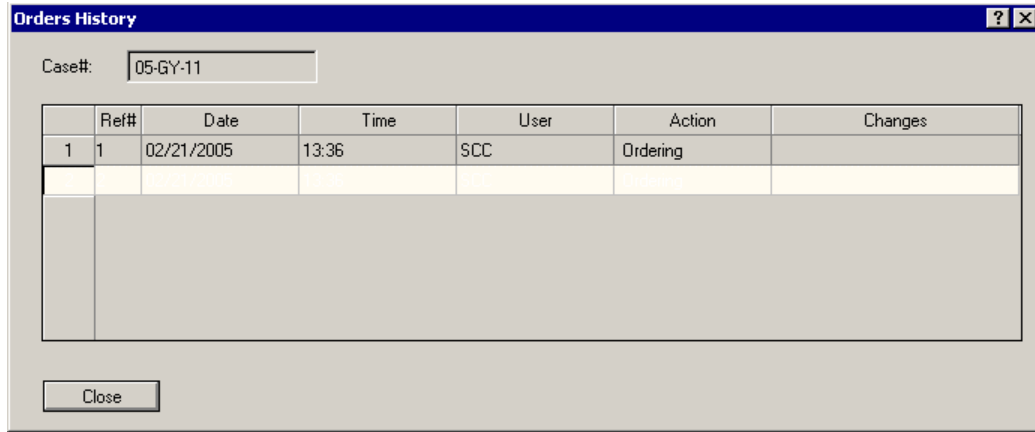 Orders History
Case#: 05-GY-11
Ref# Date Time User Action Changes
1 1 02/21/2005 13:36 SCC Ordering
Close